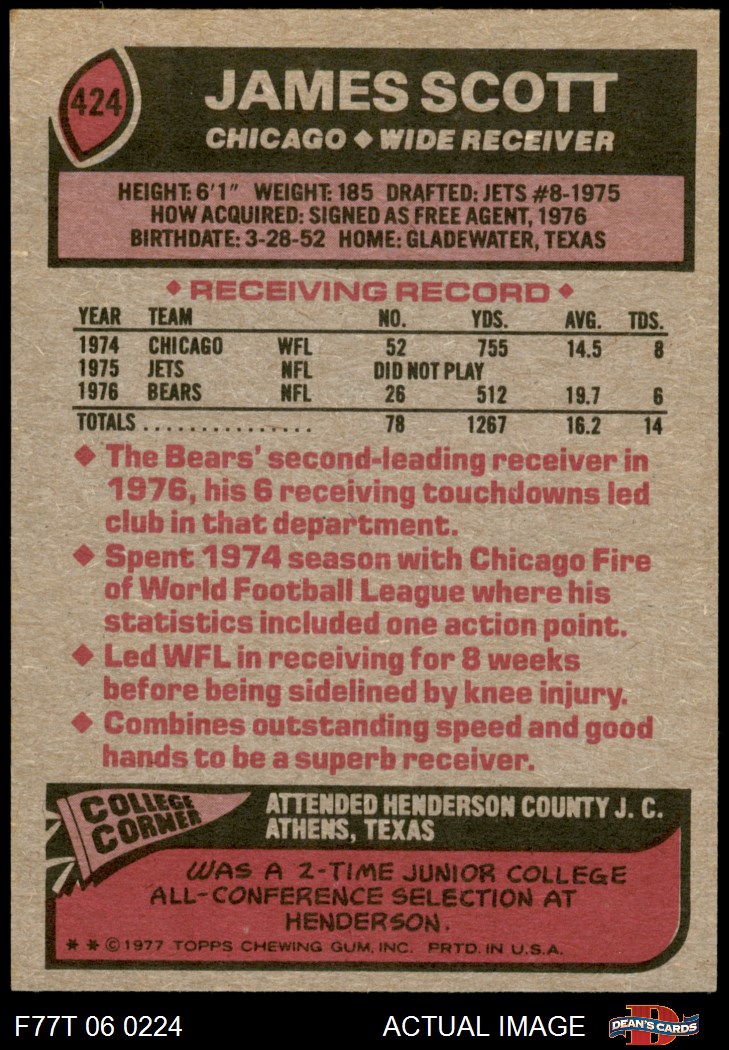 424
JAMES SCOTT
CHICAGO ◆ WIDE RECEIVER
HEIGHT: 6'1" WEIGHT: 185 DRAFTED: JETS #8-1975
HOW ACQUIRED: SIGNED AS FREE AGENT, 1976
BIRTHDATE: 3-28-52 HOME: GLADEWATER, TEXAS
◆ RECEIVING RECORD ◆
YEAR TEAM NO. YDS. AVG. TDS.
1974 CHICAGO WFL 52 755 14.5 8
1975 JETS NFL DID NOT PLAY
1976 BEARS NFL 26 512 19.7 6
TOTALS ............... 78 1267 16.2 14
◆ The Bears' second-leading receiver in
1976, his 6 receiving touchdowns led
club in that department.
◆ Spent 1974 season with Chicago Fire
of World Football League where his
statistics included one action point.
◆ Led WFL in receiving for 8 weeks
before being sidelined by knee injury.
◆ Combines outstanding speed and good
hands to be a superb receiver.
COLLEGE
CORNER
ATTENDED HENDERSON COUNTY J. C.
ATHENS, TEXAS
WAS A 2-TIME JUNIOR COLLEGE
ALL-CONFERENCE SELECTION AT
HENDERSON.
* * © 1977 TOPPS CHEWING GUM, INC. PRTD. IN U.S.A.
F77T 06 0224 ACTUAL IMAGE DEAN'S CARDS